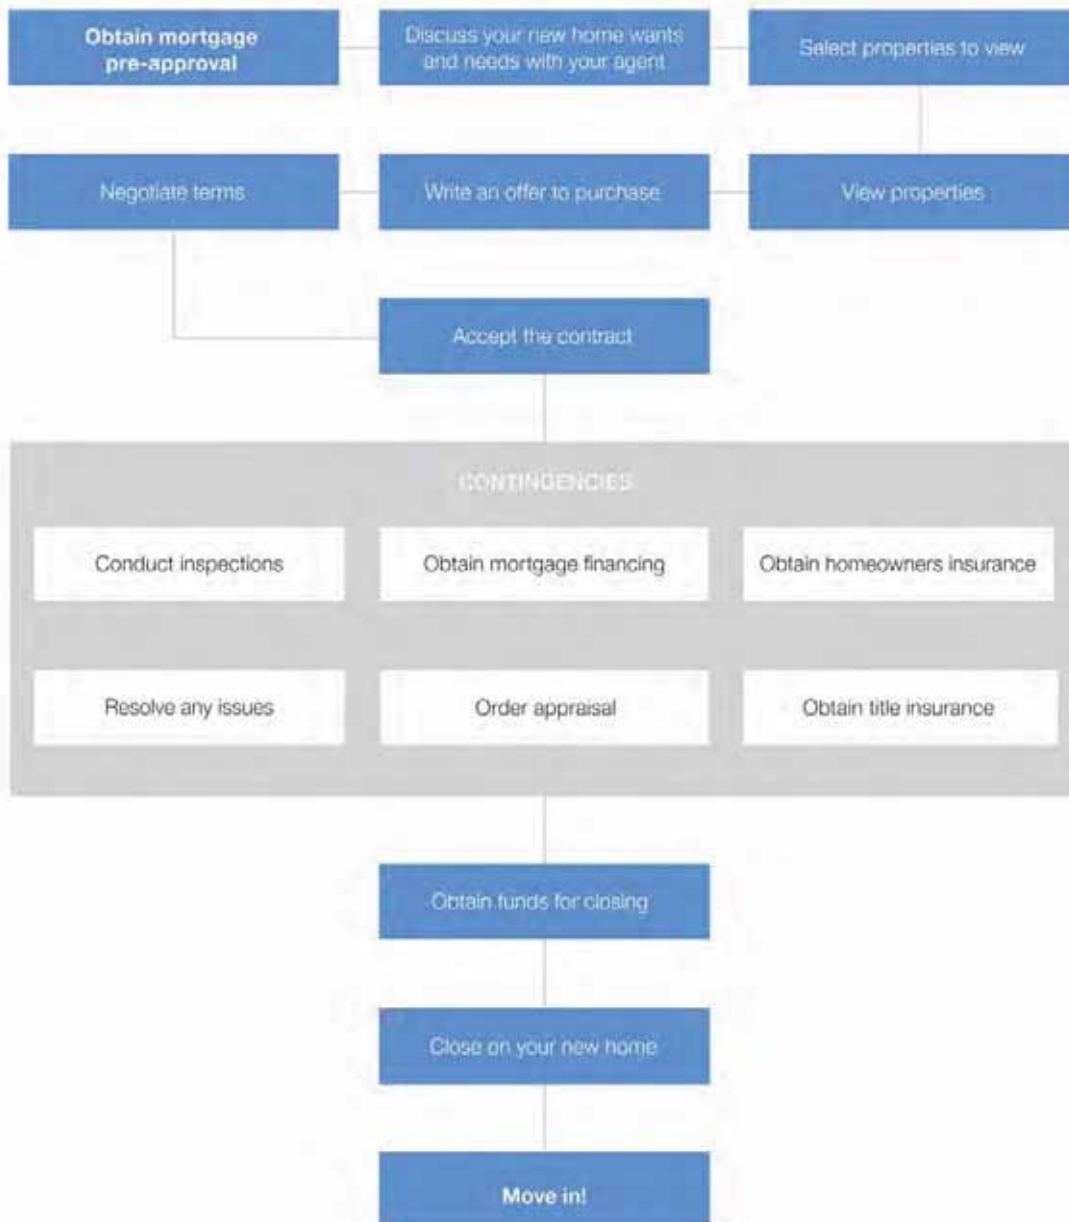 Obtain mortgage
pre-approval
Discuss your new home wants
and needs with your agent
Select properties to view
Negotiate terms
Write an offer to purchase
View properties
Accept the contract
CONTINGENCIES
Conduct inspections
Obtain mortgage financing
Obtain homeowners insurance
Resolve any issues
Order appraisal
Obtain title insurance
Obtain funds for closing
Close on your new home
Move in!